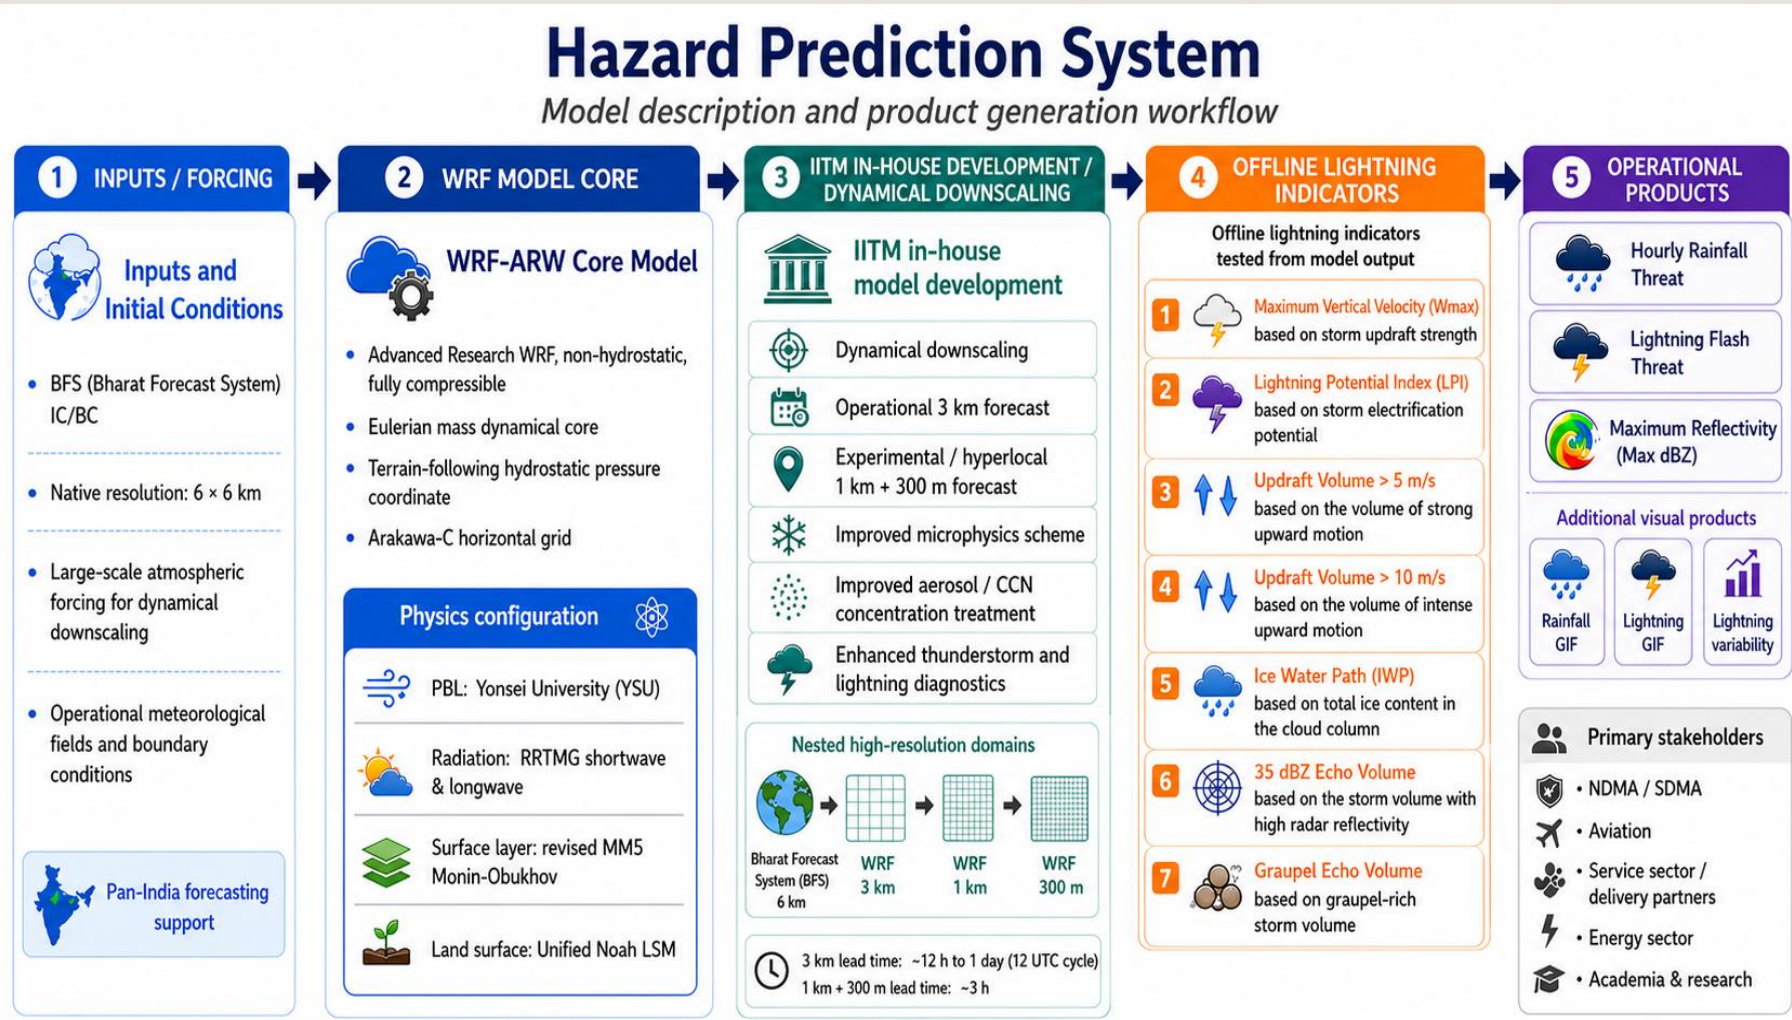 Hazard Prediction System
Model description and product generation workflow
1 INPUTS / FORCING
Inputs and
Initial Conditions
• BFS (Bharat Forecast System)
IC/BC
• Native resolution: 6 × 6 km
• Large-scale atmospheric
forcing for dynamical
downscaling
• Operational meteorological
fields and boundary
conditions
Pan-India forecasting
support
2 WRF MODEL CORE
WRF-ARW Core Model
• Advanced Research WRF, non-hydrostatic,
fully compressible
• Eulerian mass dynamical core
• Terrain-following hydrostatic pressure
coordinate
• Arakawa-C horizontal grid
Physics configuration
PBL: Yonsei University (YSU)
Radiation: RRTMG shortwave
& longwave
Surface layer: revised MM5
Monin-Obukhov
Land surface: Unified Noah LSM
3 IITM IN-HOUSE DEVELOPMENT /
DYNAMICAL DOWNSCALING
IITM in-house
model development
Dynamical downscaling
Operational 3 km forecast
Experimental / hyperlocal
1 km + 300 m forecast
Improved microphysics scheme
Improved aerosol / CCN
concentration treatment
Enhanced thunderstorm and
lightning diagnostics
Nested high-resolution domains
Bharat Forecast
System (BFS)
6 km
WRF
3 km
WRF
1 km
WRF
300 m
3 km lead time: ~12 h to 1 day (12 UTC cycle)
1 km + 300 m lead time: ~3 h
4 OFFLINE LIGHTNING
INDICATORS
Offline lightning indicators
tested from model output
1 Maximum Vertical Velocity (Wmax)
based on storm updraft strength
2 Lightning Potential Index (LPI)
based on storm electrification
potential
3 Updraft Volume > 5 m/s
based on the volume of strong
upward motion
4 Updraft Volume > 10 m/s
based on the volume of intense
upward motion
5 Ice Water Path (IWP)
based on total ice content in
the cloud column
6 35 dBZ Echo Volume
based on the storm volume with
high radar reflectivity
7 Graupel Echo Volume
based on graupel-rich
storm volume
5 OPERATIONAL
PRODUCTS
Hourly Rainfall
Threat
Lightning Flash
Threat
Maximum Reflectivity
(Max dBZ)
Additional visual products
Rainfall
GIF
Lightning
GIF
Lightning
variability
Primary stakeholders
• NDMA / SDMA
• Aviation
• Service sector /
delivery partners
• Energy sector
• Academia & research